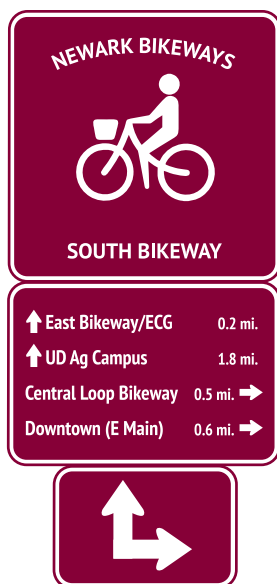 NEWARK BIKEWAYS
SOUTH BIKEWAY
East Bikeway/ECG 0.2 mi.
UD Ag Campus 1.8 mi.
Central Loop Bikeway 0.5 mi.
Downtown (E Main) 0.6 mi.